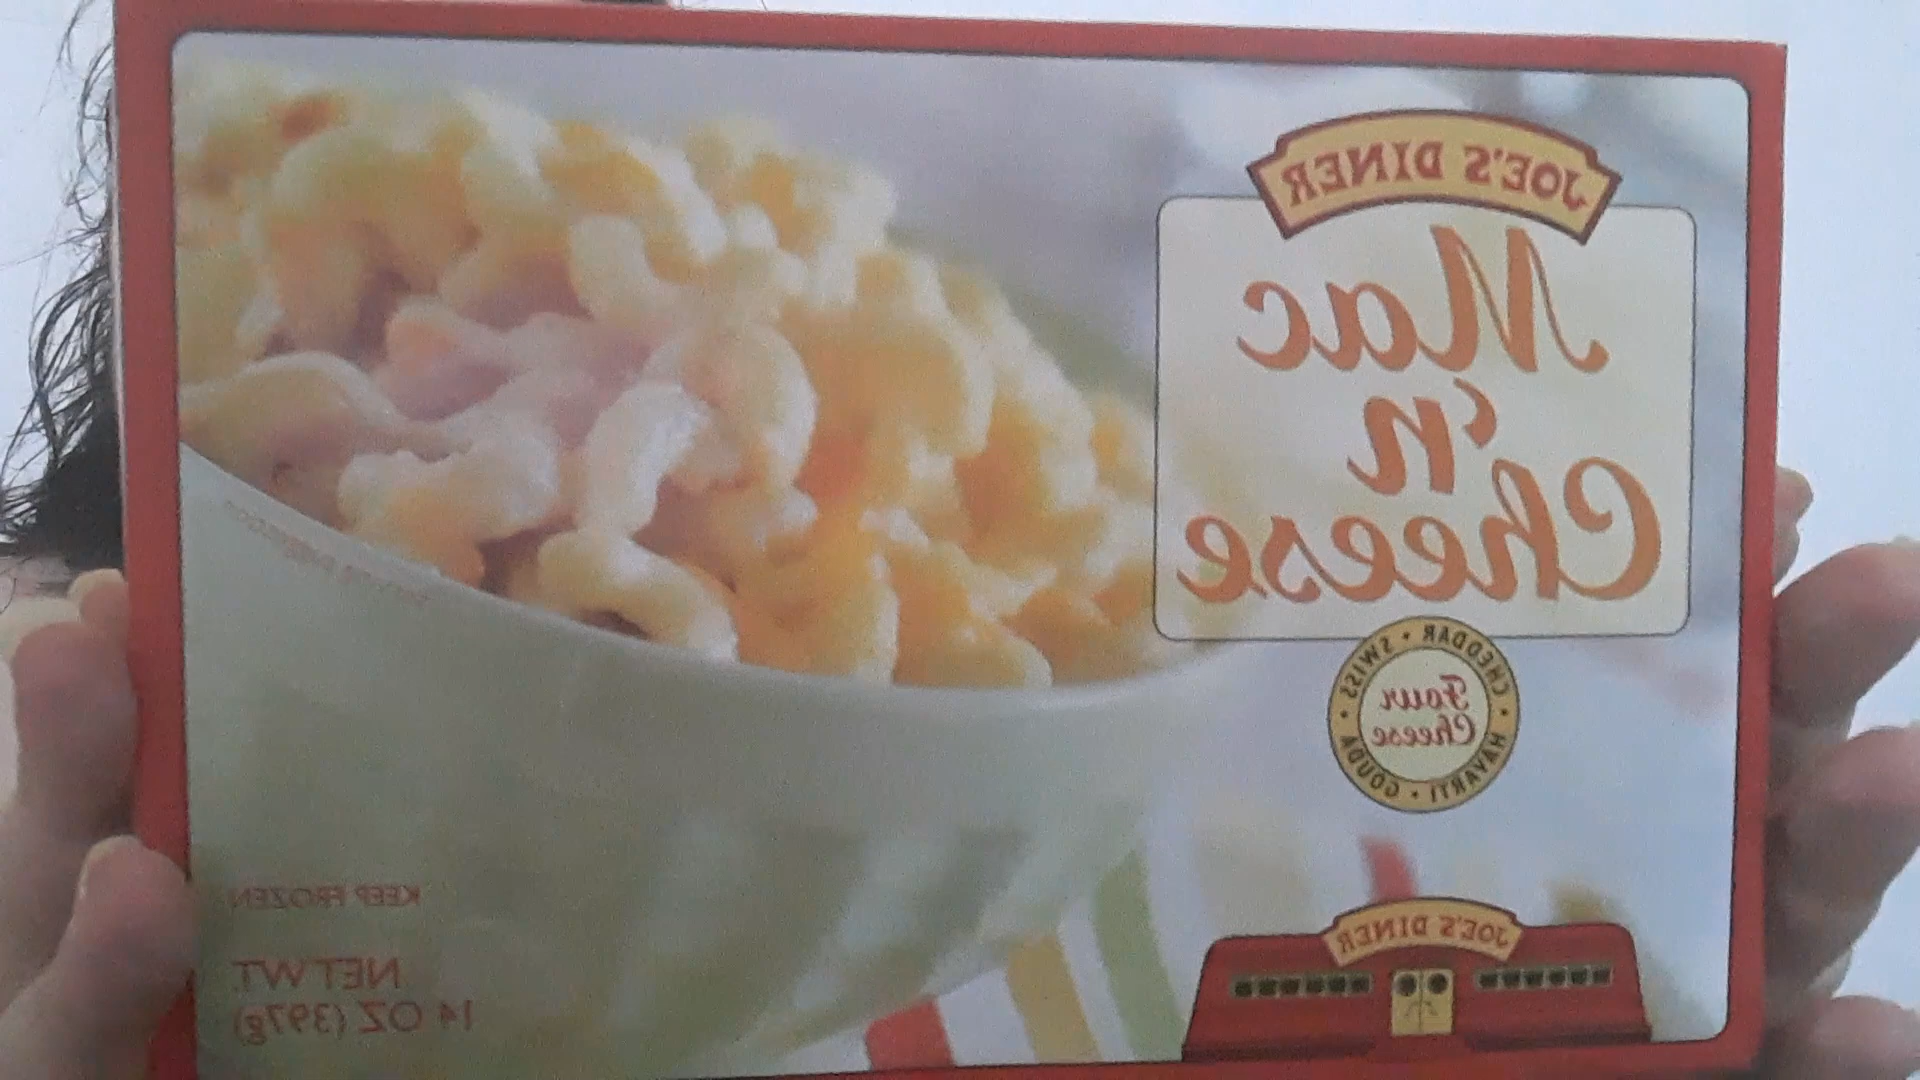 JOE'S DINER
Mac
'n
Cheese
CHEDDAR • SWISS • GOUDA • HAVARTI •
Four
Cheese
JOE'S DINER
KEEP FROZEN
NET WT.
14 OZ (397g)